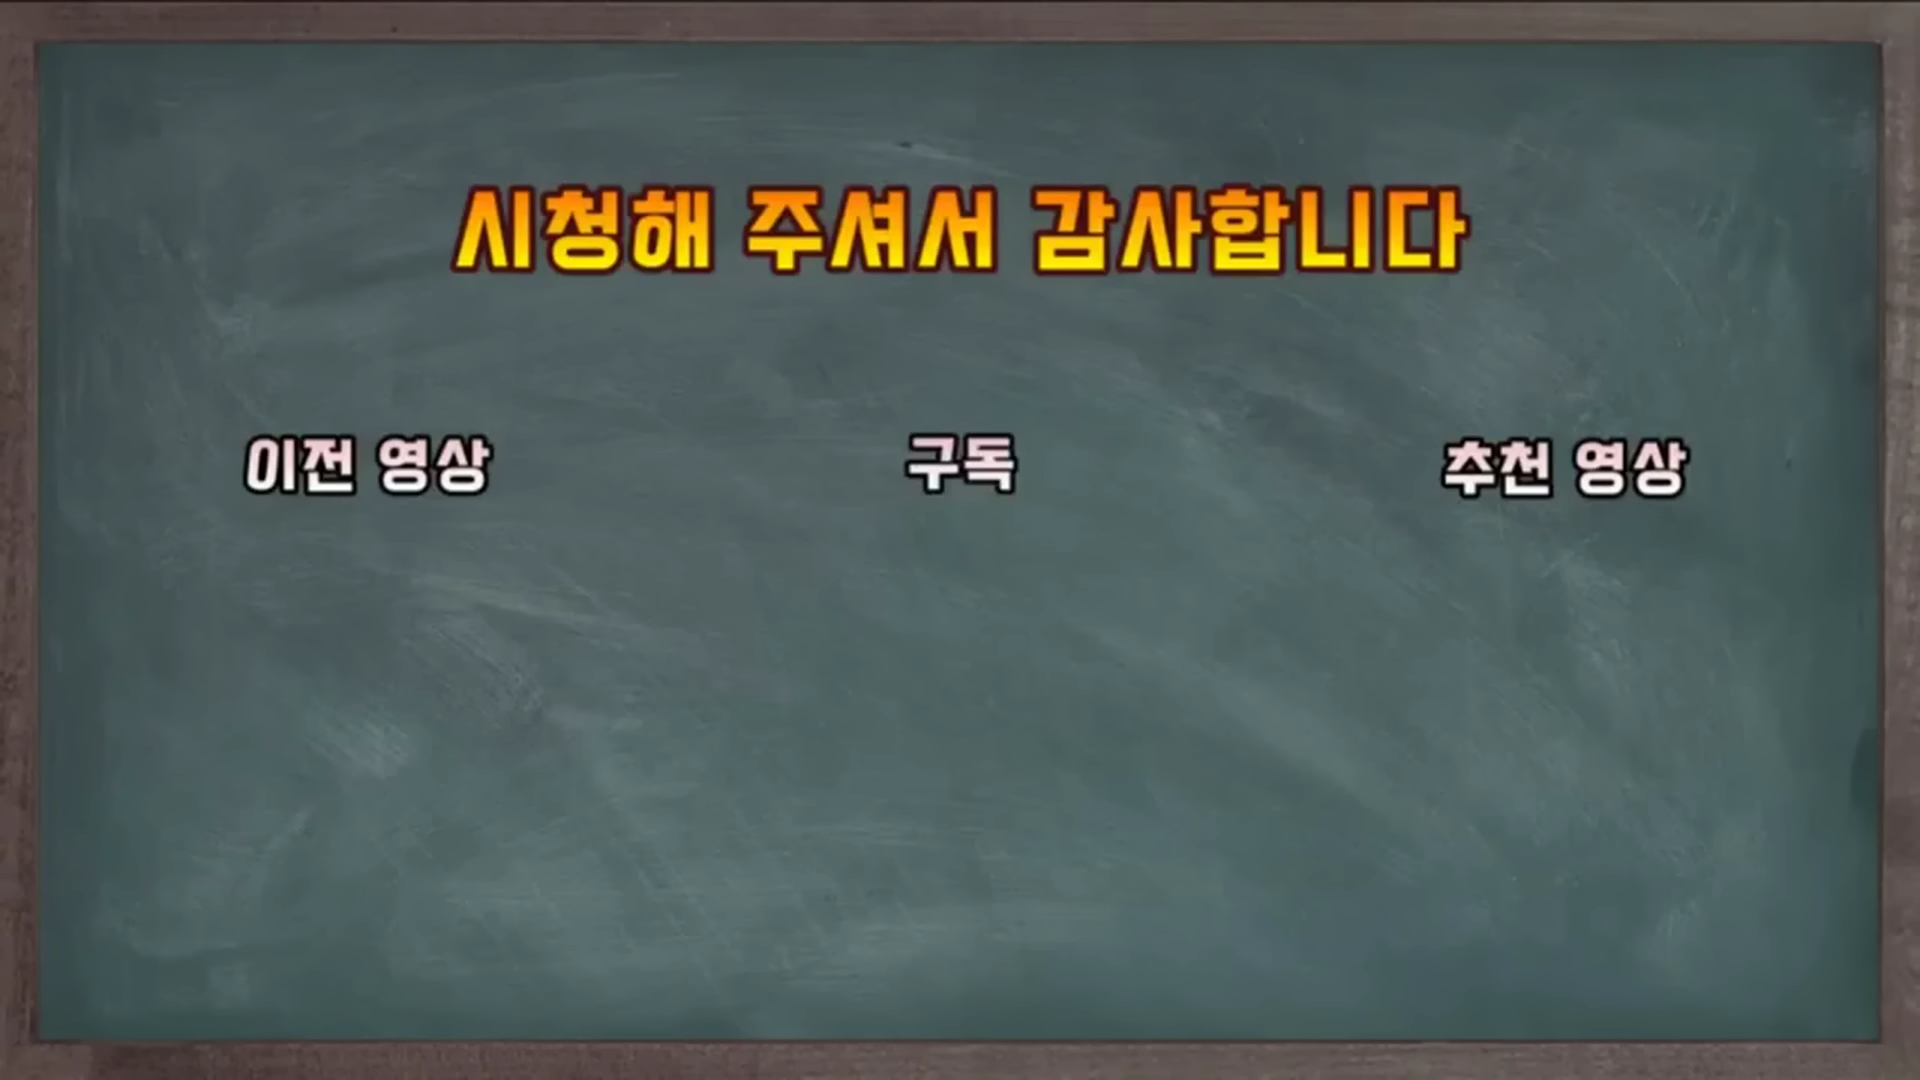 시청해 주셔서 감사합니다
이전 영상
구독
추천 영상